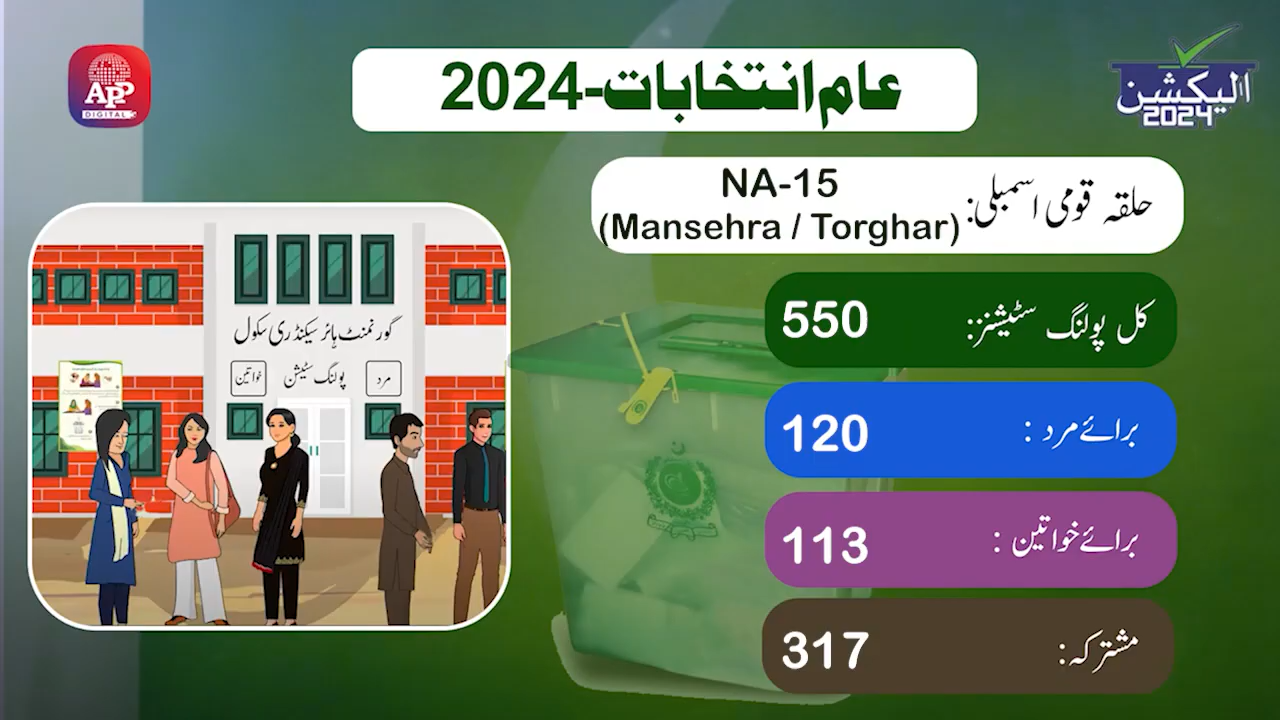 APP
DIGITAL
عام انتخابات-2024
الیکشن
2024
حلقہ قومی اسمبلی:
NA-15
(Mansehra / Torghar)
کل پولنگ سٹیشنز: 550
برائے مرد : 120
برائے خواتین : 113
مشترکہ: 317
گورنمنٹ ہائر سیکنڈری سکول
مرد پولنگ سٹیشن خواتین